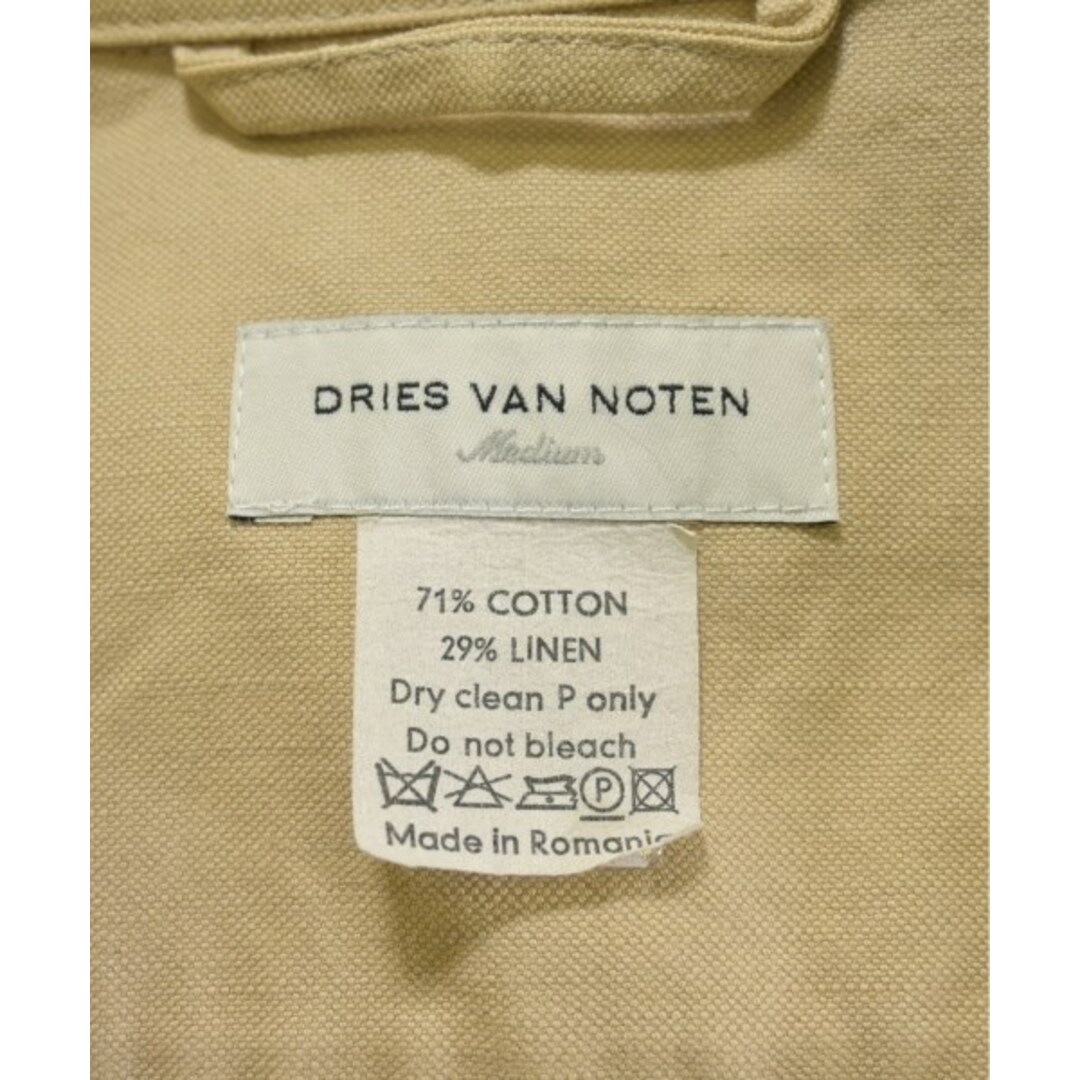 DRIES VAN NOTEN
Medium
71% COTTON
29% LINEN
Dry clean P only
Do not bleach
P
Made in Romania